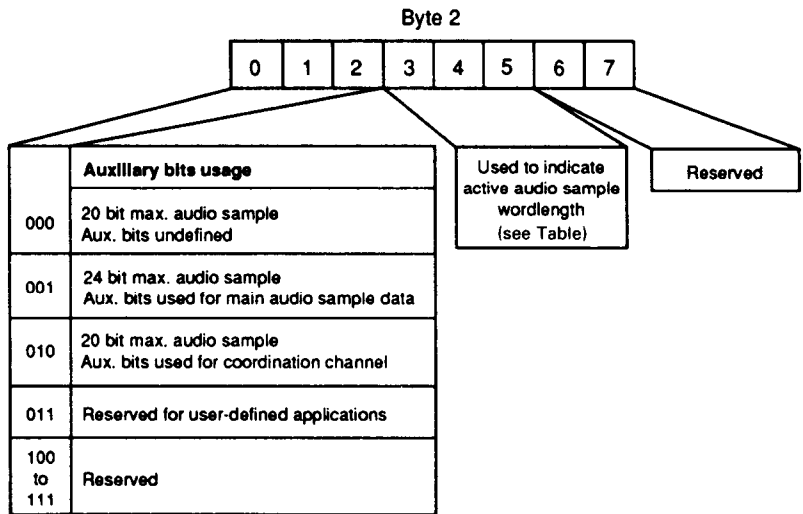 Byte 2
0 1 2 3 4 5 6 7
Auxiliary bits usage
000
20 bit max. audio sample
Aux. bits undefined
001
24 bit max. audio sample
Aux. bits used for main audio sample data
010
20 bit max. audio sample
Aux. bits used for coordination channel
011
Reserved for user-defined applications
100
to
111
Reserved
Used to indicate
active audio sample
wordlength
(see Table)
Reserved